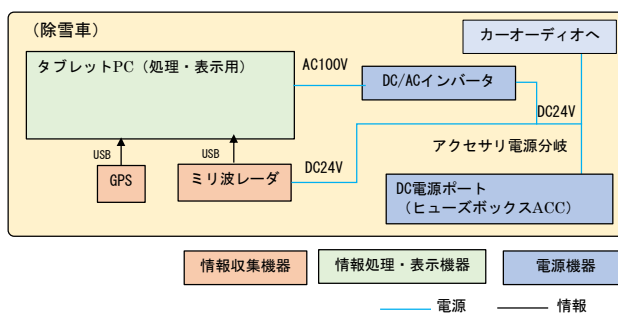 (除雪車)
カーオーディオへ
タブレットPC(処理・表示用)
AC100V
DC/ACインバータ
DC24V
USB
USB
アクセサリ電源分岐
GPS
ミリ波レーダ
DC24V
DC電源ポート
(ヒューズボックスACC)
情報収集機器
情報処理・表示機器
電源機器
電源
情報